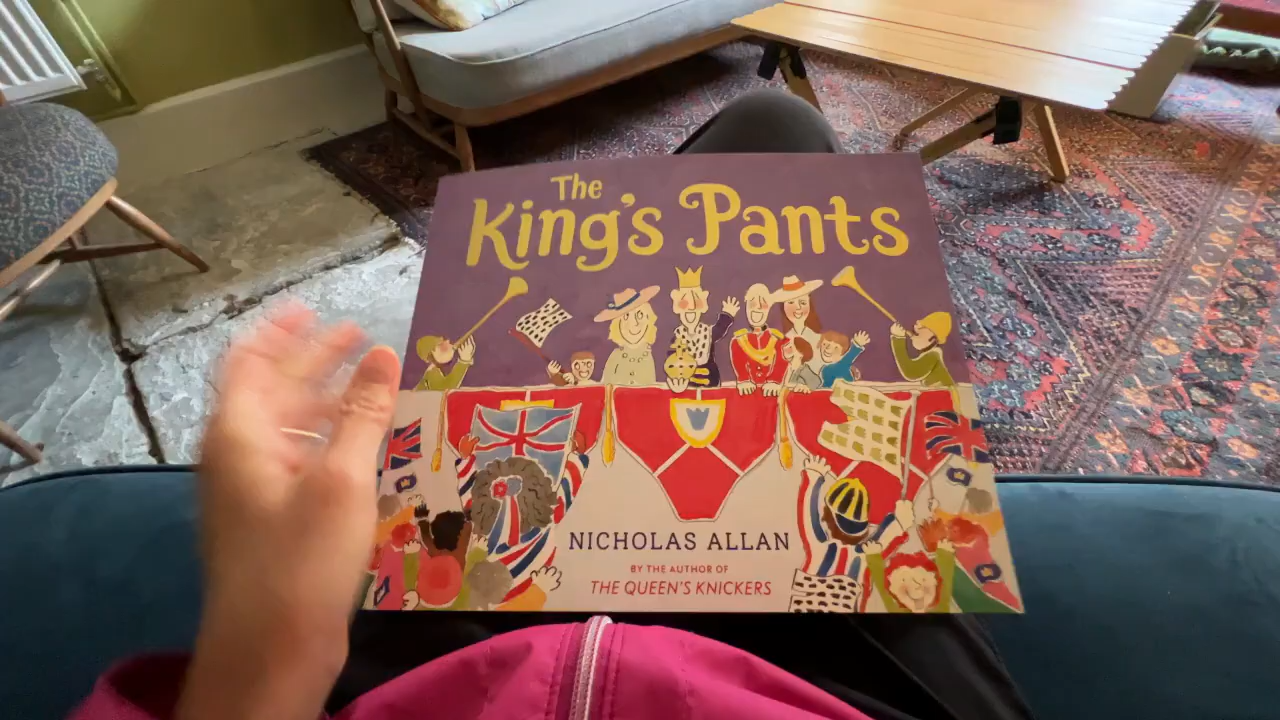 The
King's Pants
NICHOLAS ALLAN
BY THE AUTHOR OF
THE QUEEN'S KNICKERS